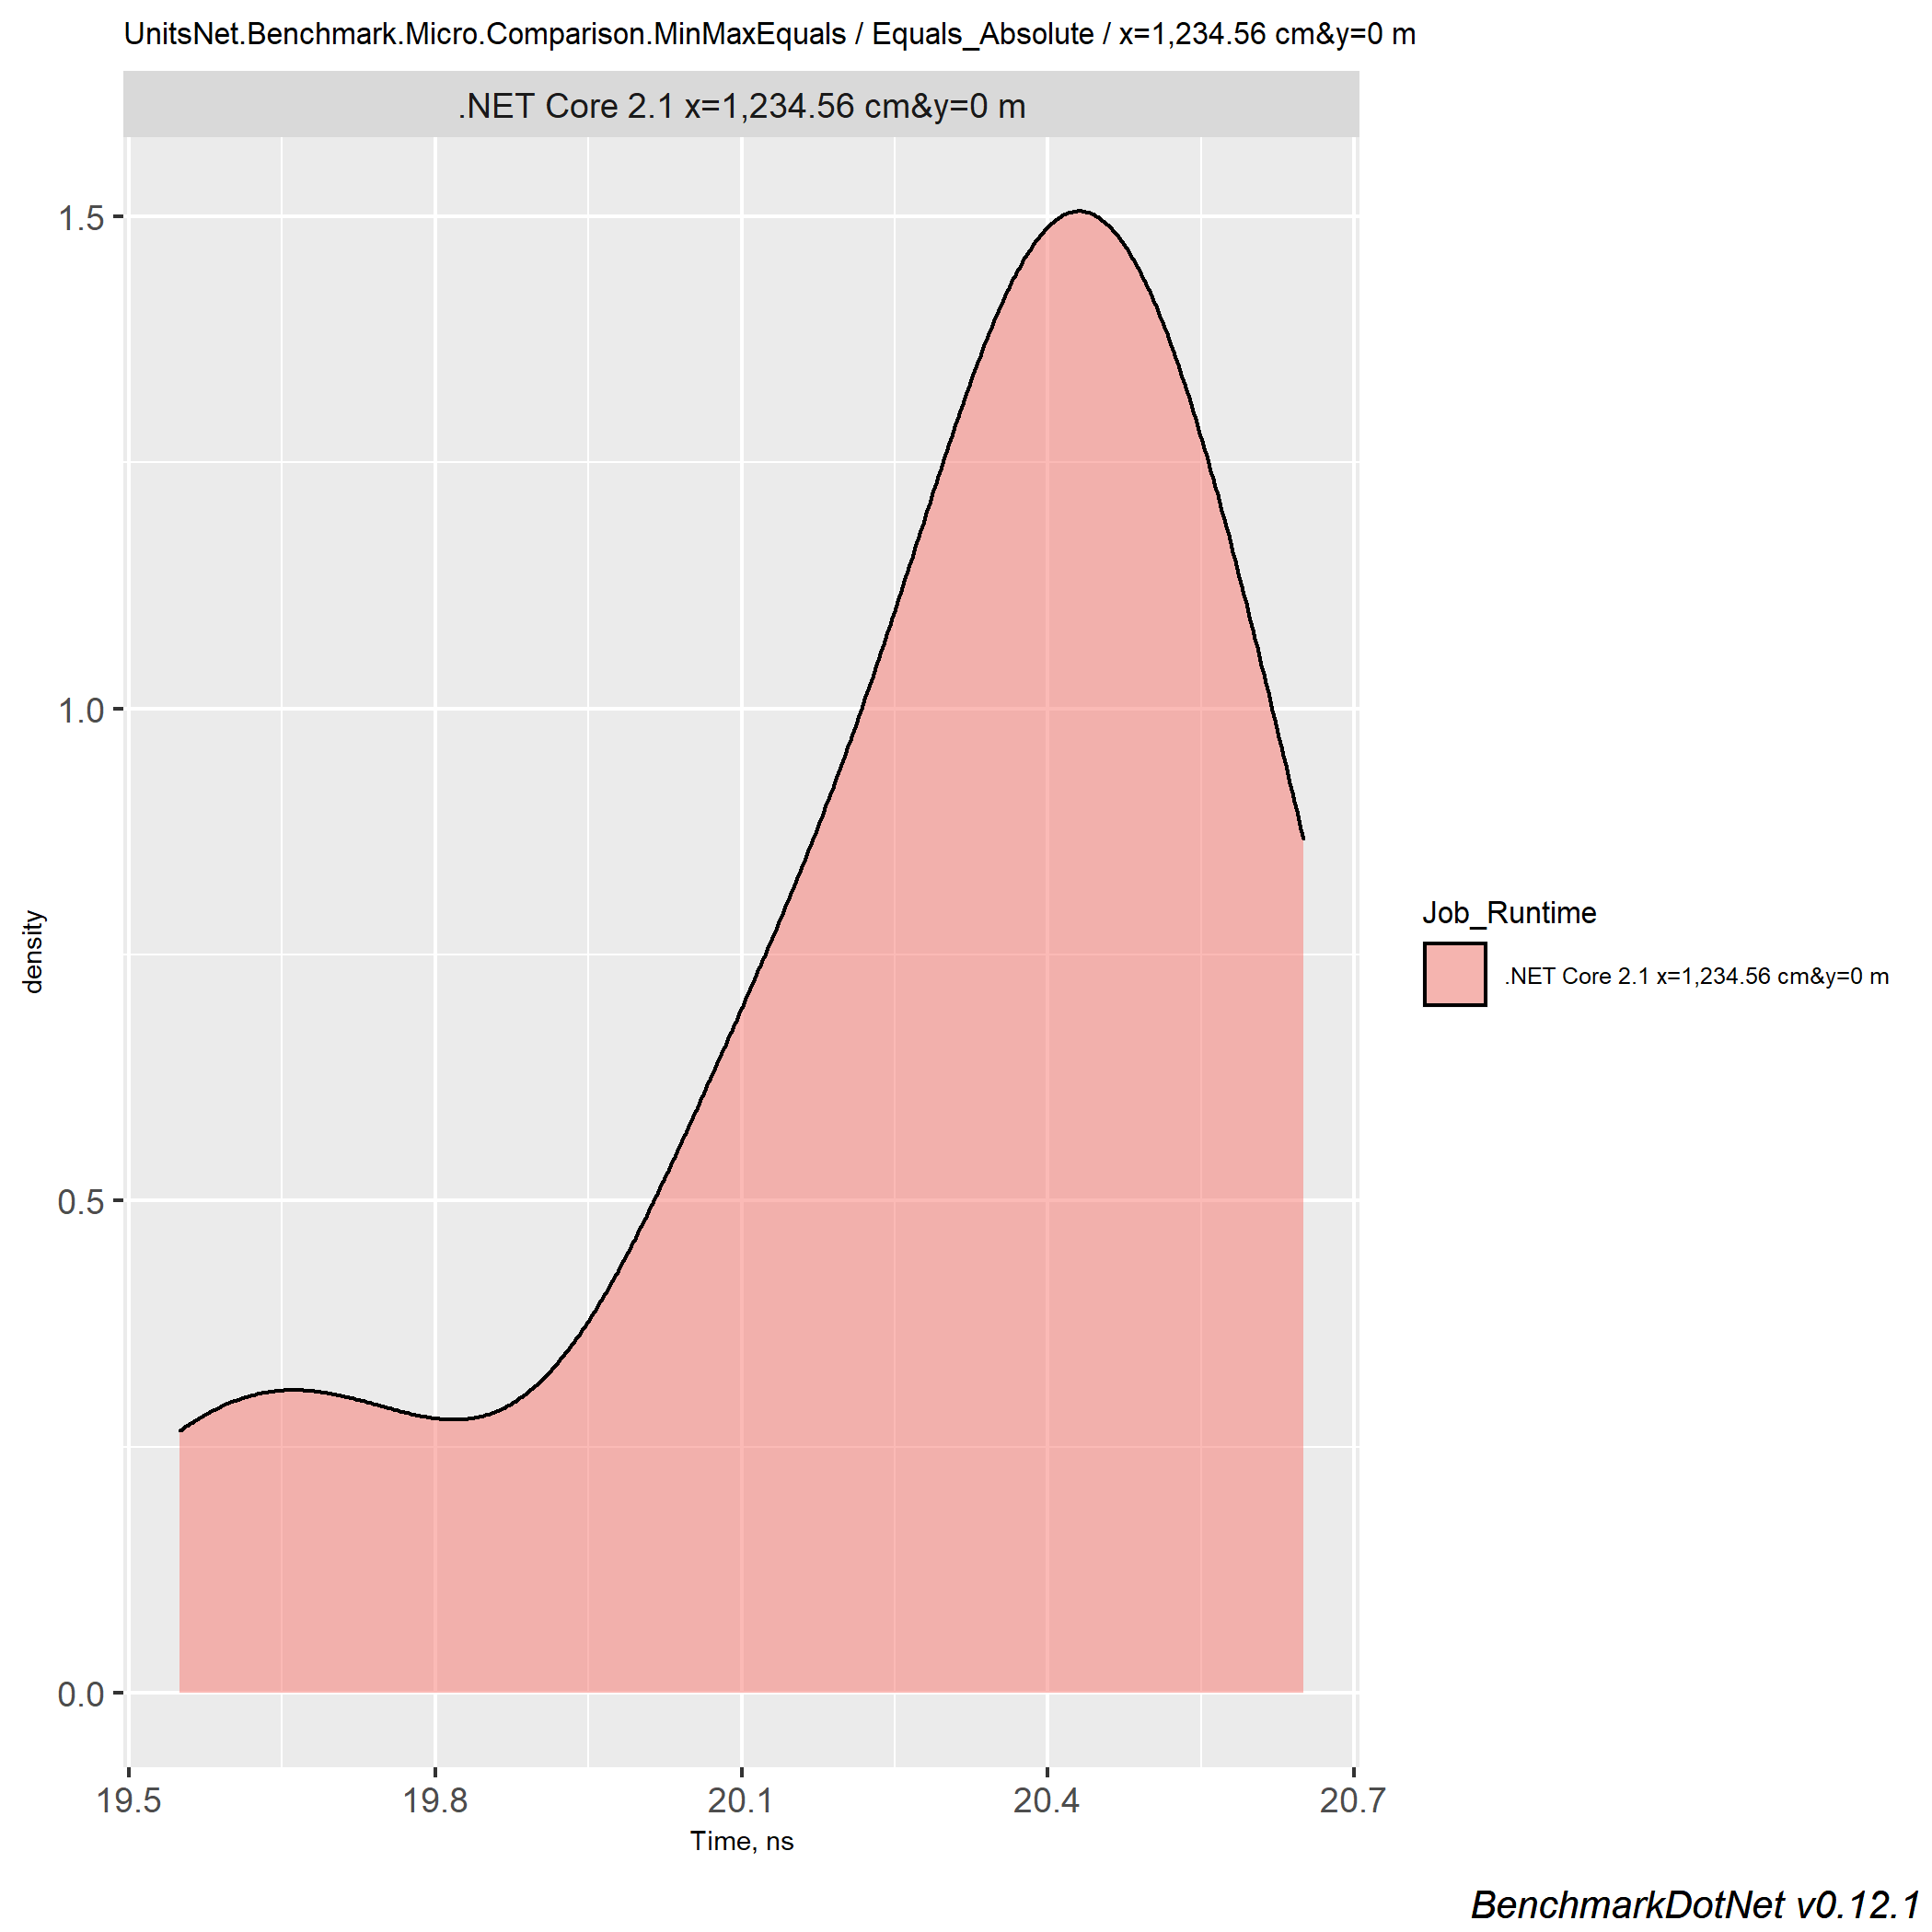 UnitsNet.Benchmark.Micro.Comparison.MinMaxEquals / Equals_Absolute / x=1,234.56 cm&y=0 m
.NET Core 2.1 x=1,234.56 cm&y=0 m
1.5
1.0
0.5
0.0
density
19.5 19.8 20.1 20.4 20.7
Time, ns
Job_Runtime
.NET Core 2.1 x=1,234.56 cm&y=0 m
BenchmarkDotNet v0.12.1